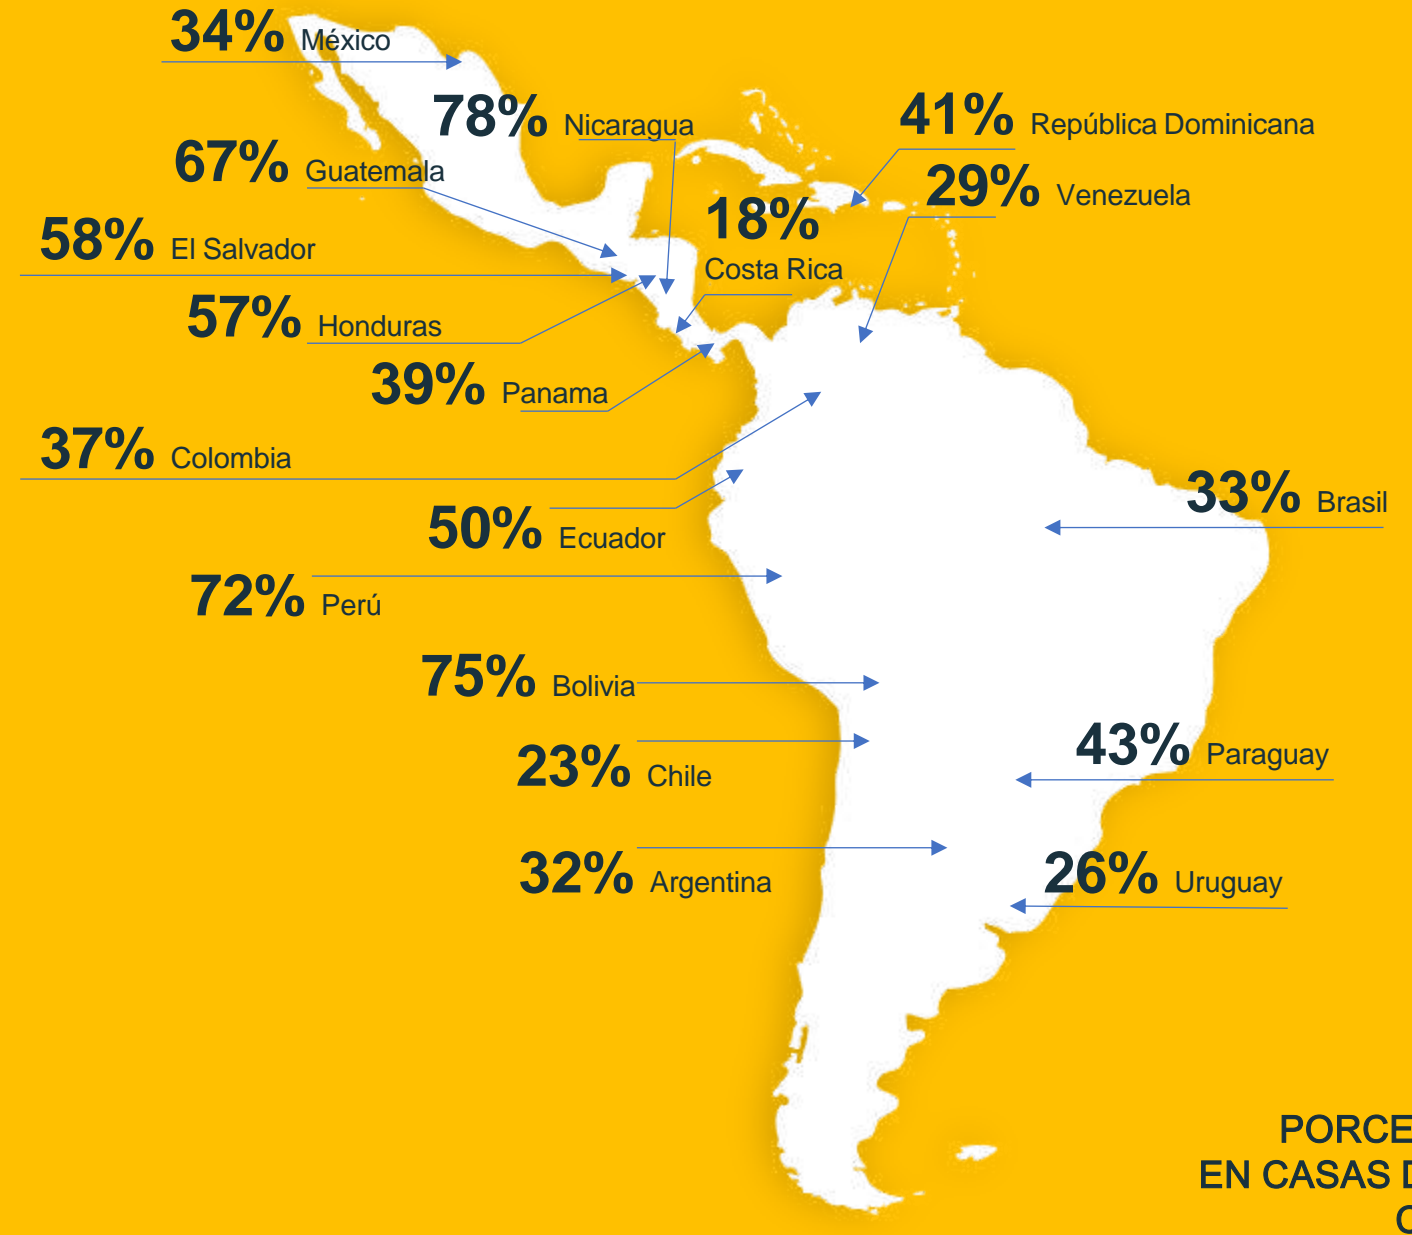 34% México
78% Nicaragua
41% República Dominicana
67% Guatemala
29% Venezuela
18%
Costa Rica
58% El Salvador
57% Honduras
39% Panama
37% Colombia
33% Brasil
50% Ecuador
72% Perú
75% Bolivia
43% Paraguay
23% Chile
32% Argentina
26% Uruguay
EN CASAS